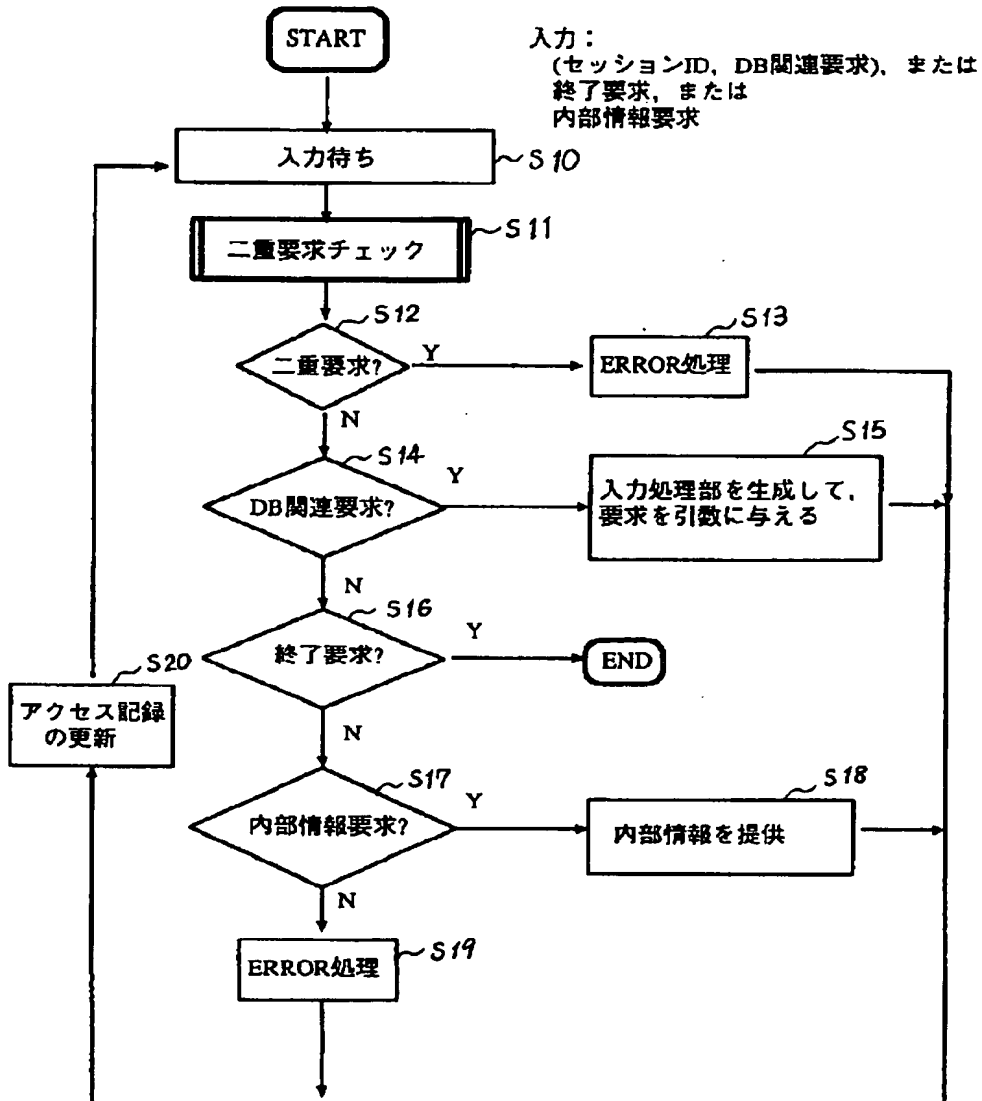 START
入力：
(セッションID, DB関連要求), または
終了要求, または
内部情報要求
入力待ち
S10
二重要求チェック
S11
S12
二重要求?
Y
N
S13
ERROR処理
S14
DB関連要求?
Y
N
S15
入力処理部を生成して,
要求を引数に与える
S16
終了要求?
Y
N
END
S20
アクセス記録
の更新
S17
内部情報要求?
Y
N
S18
内部情報を提供
S19
ERROR処理